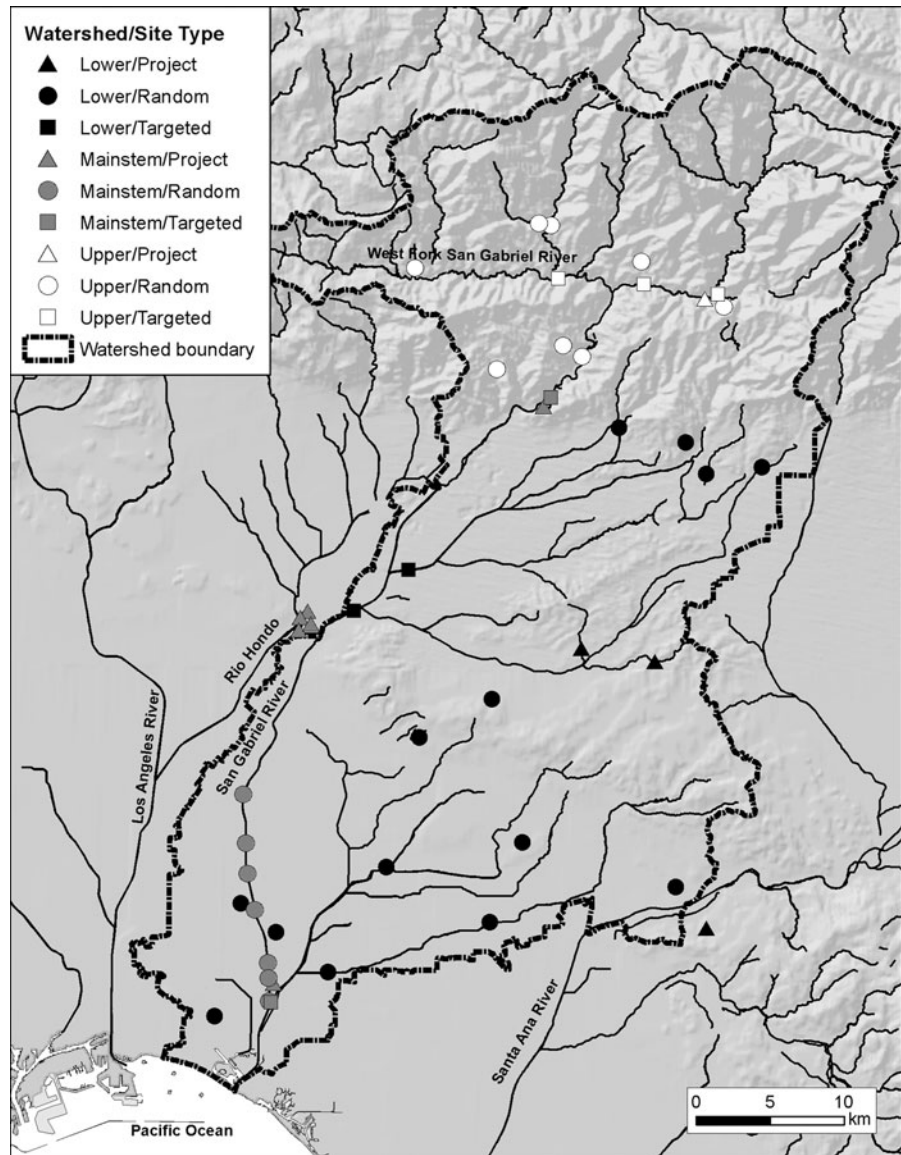 Watershed/Site Type
Lower/Project
Lower/Random
Lower/Targeted
Mainstem/Project
Mainstem/Random
Mainstem/Targeted
Upper/Project
Upper/Random
Upper/Targeted
Watershed boundary
West Fork San Gabriel River
Rio Hondo
San Gabriel River
Los Angeles River
Santa Ana River
0 5 10
km
Pacific Ocean